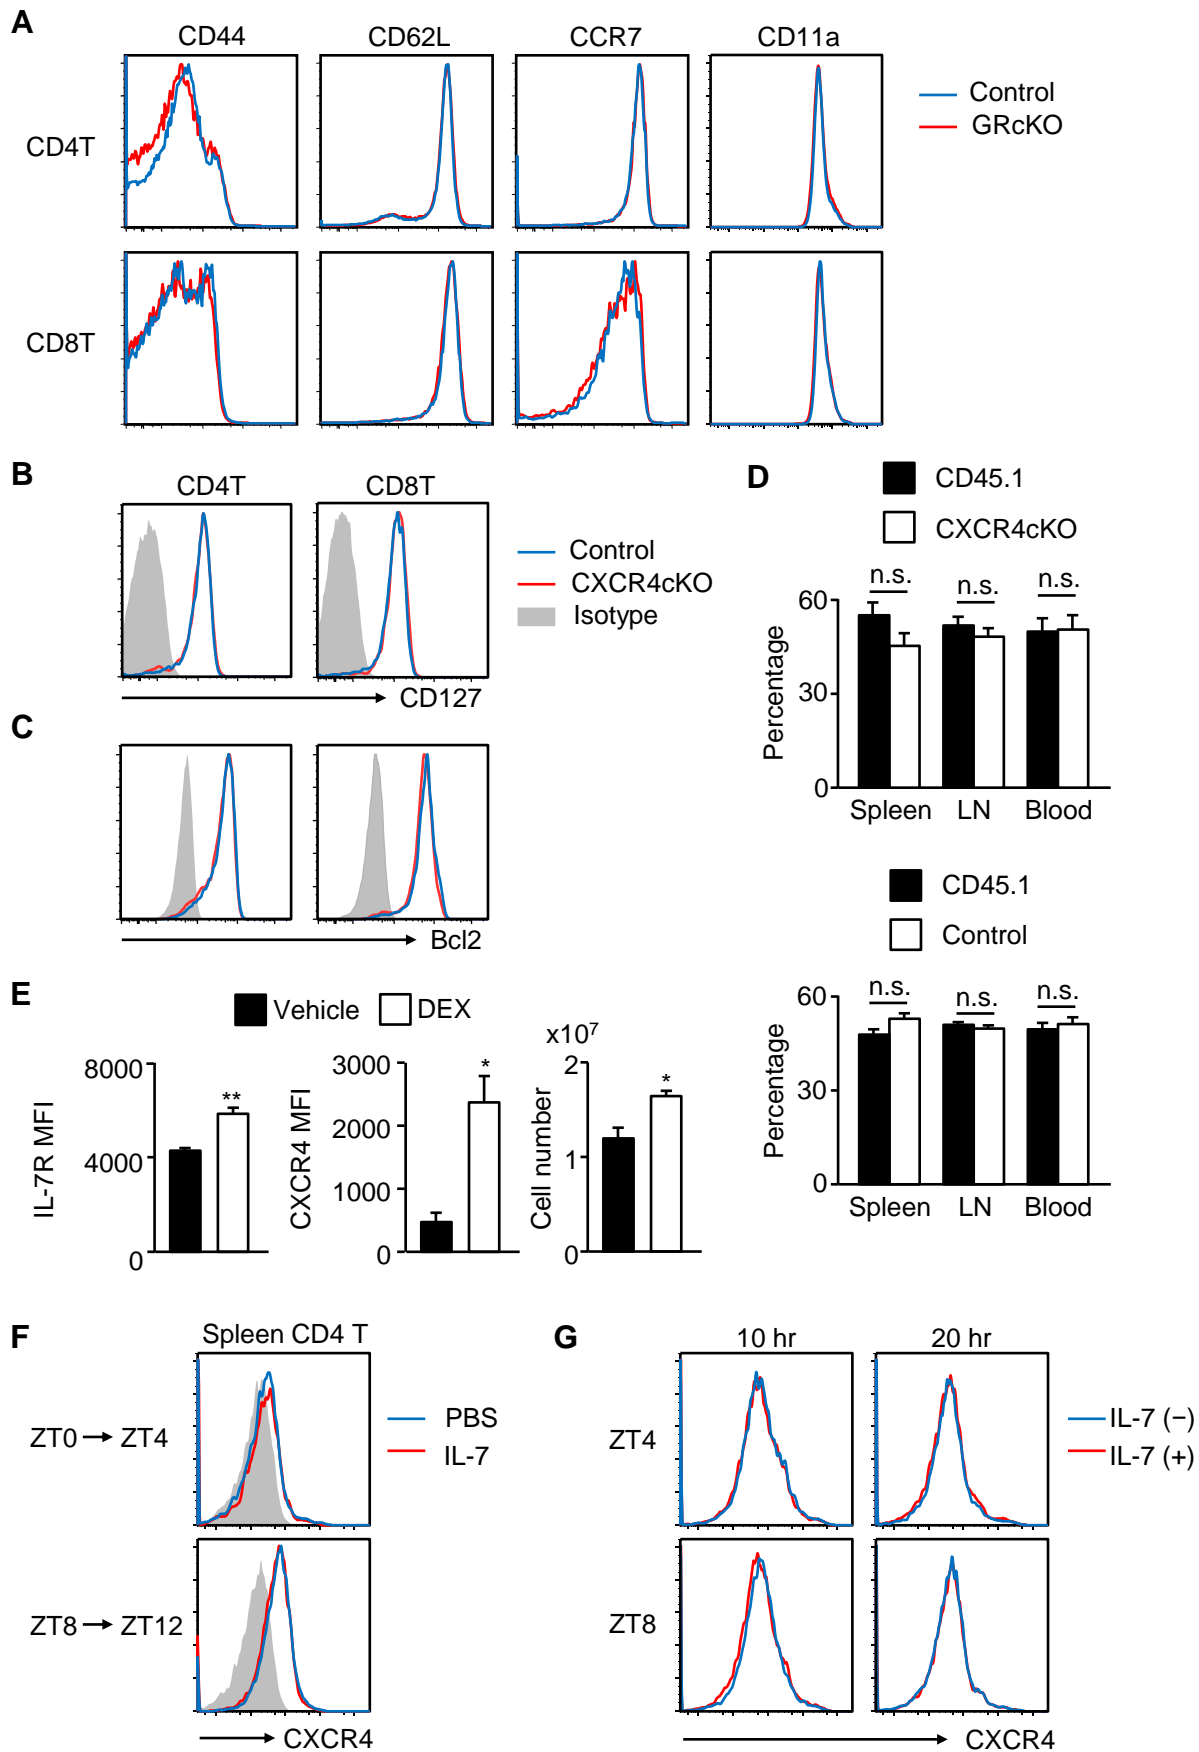 A
CD44 CD62L CCR7 CD11a
CD4T
Control
GRcKO
CD8T
B
CD4T CD8T
Control
CXCR4cKO
Isotype
CD127
C
Bcl2
D
CD45.1
CXCR4cKO
n.s. n.s. n.s.
60
30
0
Percentage
Spleen LN Blood
CD45.1
Control
n.s. n.s. n.s.
60
30
0
Percentage
Spleen LN Blood
E
Vehicle DEX
8000
4000
0
IL-7R MFI
**
3000
2000
1000
0
CXCR4 MFI
*
x10⁷
2
1
0
Cell number
*
F
Spleen CD4 T
ZT0 → ZT4
PBS
IL-7
ZT8 → ZT12
CXCR4
G
10 hr 20 hr
ZT4
IL-7 (−)
IL-7 (+)
ZT8
CXCR4